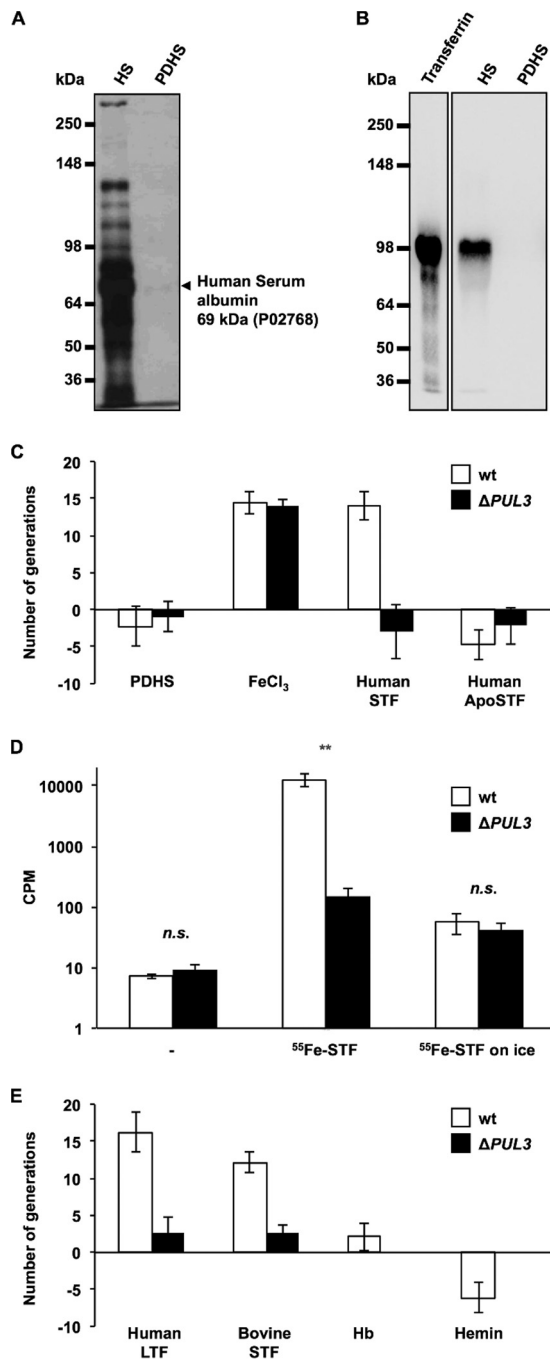 A
kDa
HS
PDHS
250
148
98
64
50
36
Human Serum
albumin
69 kDa (P02768)
B
kDa
Transferrin
HS
PDHS
250
148
98
64
50
36
C
Number of generations
20
15
10
5
0
-5
-10
wt
ΔPUL3
PDHS
FeCl₃
Human
STF
Human
ApoSTF
D
CPM
10000
1000
100
10
1
n.s.
**
n.s.
wt
ΔPUL3
-
⁵⁵Fe-STF
⁵⁵Fe-STF on ice
E
Number of generations
20
15
10
5
0
-5
-10
wt
ΔPUL3
Human
LTF
Bovine
STF
Hb
Hemin